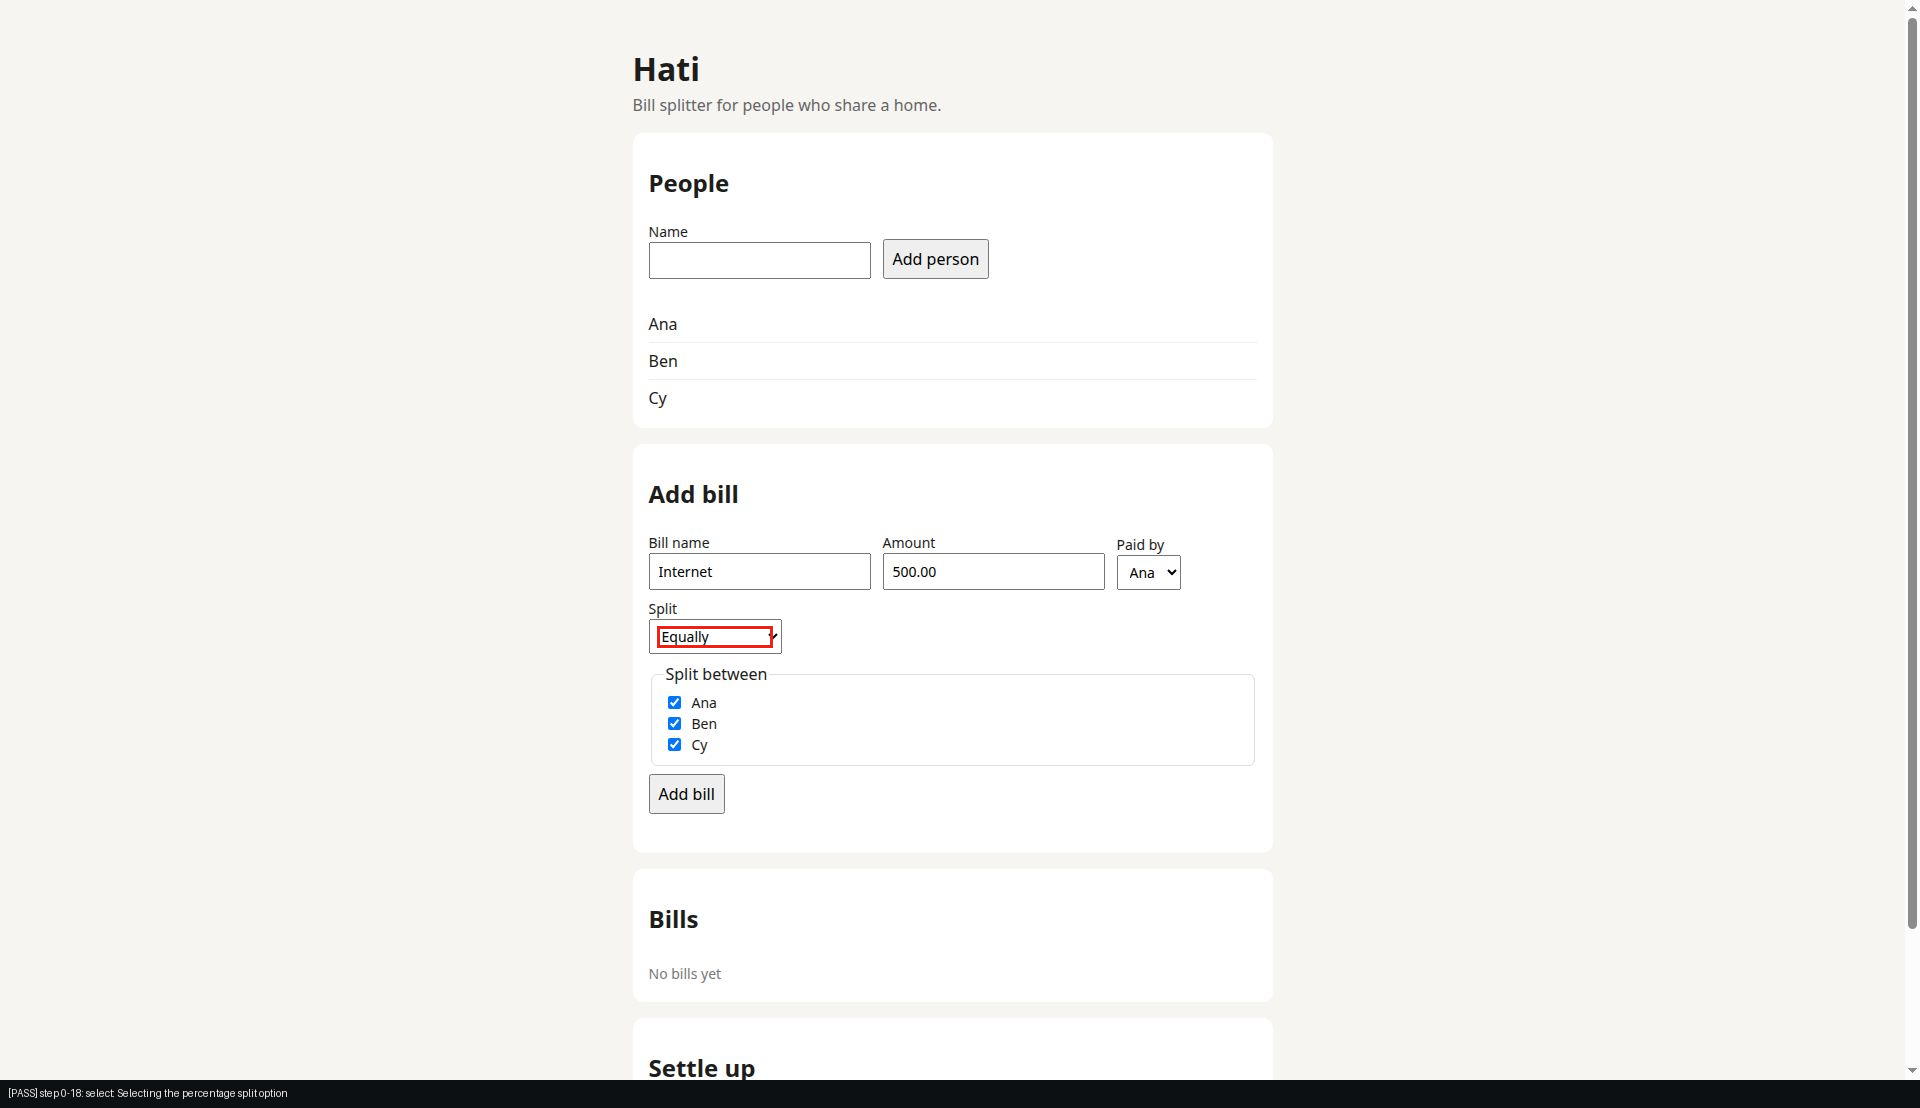 Hati
Bill splitter for people who share a home.
People
Name
Add person
Ana
Ben
Cy
Add bill
Bill name
Amount
Paid by
Internet
500.00
Ana
Split
Equally
Split between
Ana
Ben
Cy
Add bill
Bills
No bills yet
Settle up
[PASS] step 0-18: select: Selecting the percentage split option